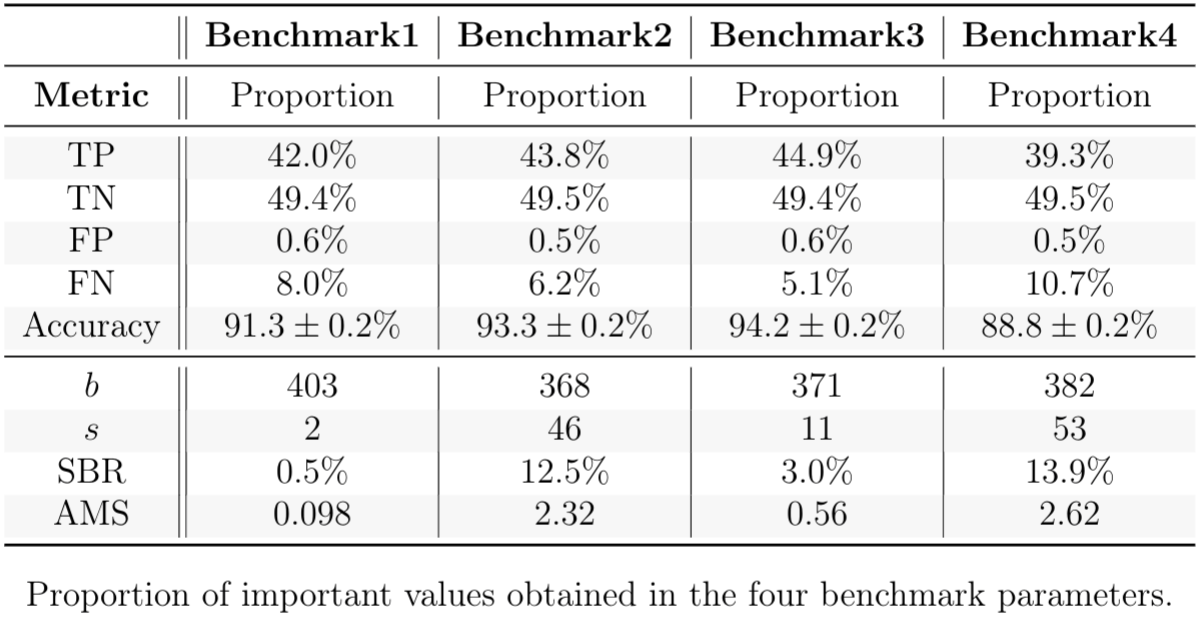 Benchmark1 Benchmark2 Benchmark3 Benchmark4
Metric Proportion Proportion Proportion Proportion
TP 42.0% 43.8% 44.9% 39.3%
TN 49.4% 49.5% 49.4% 49.5%
FP 0.6% 0.5% 0.6% 0.5%
FN 8.0% 6.2% 5.1% 10.7%
Accuracy 91.3 ± 0.2% 93.3 ± 0.2% 94.2 ± 0.2% 88.8 ± 0.2%
b 403 368 371 382
s 2 46 11 53
SBR 0.5% 12.5% 3.0% 13.9%
AMS 0.098 2.32 0.56 2.62
Proportion of important values obtained in the four benchmark parameters.